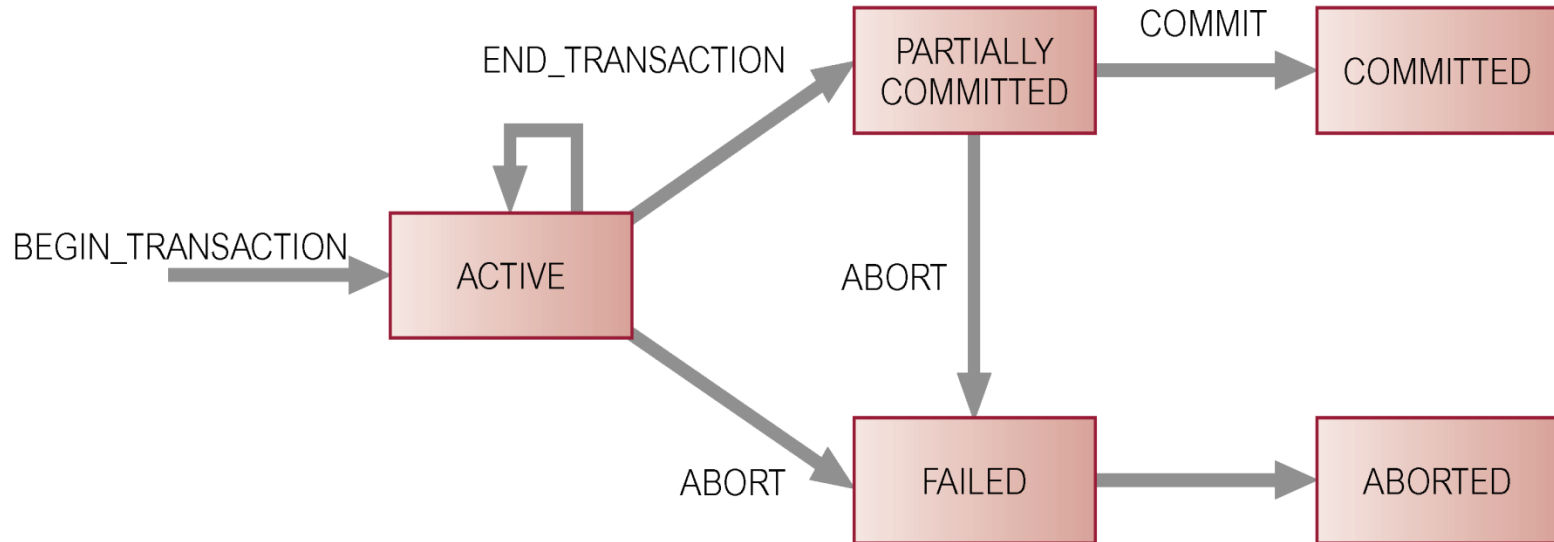 END_TRANSACTION
PARTIALLY
COMMITTED
COMMIT
COMMITTED
BEGIN_TRANSACTION
ACTIVE
ABORT
ABORT
FAILED
ABORTED